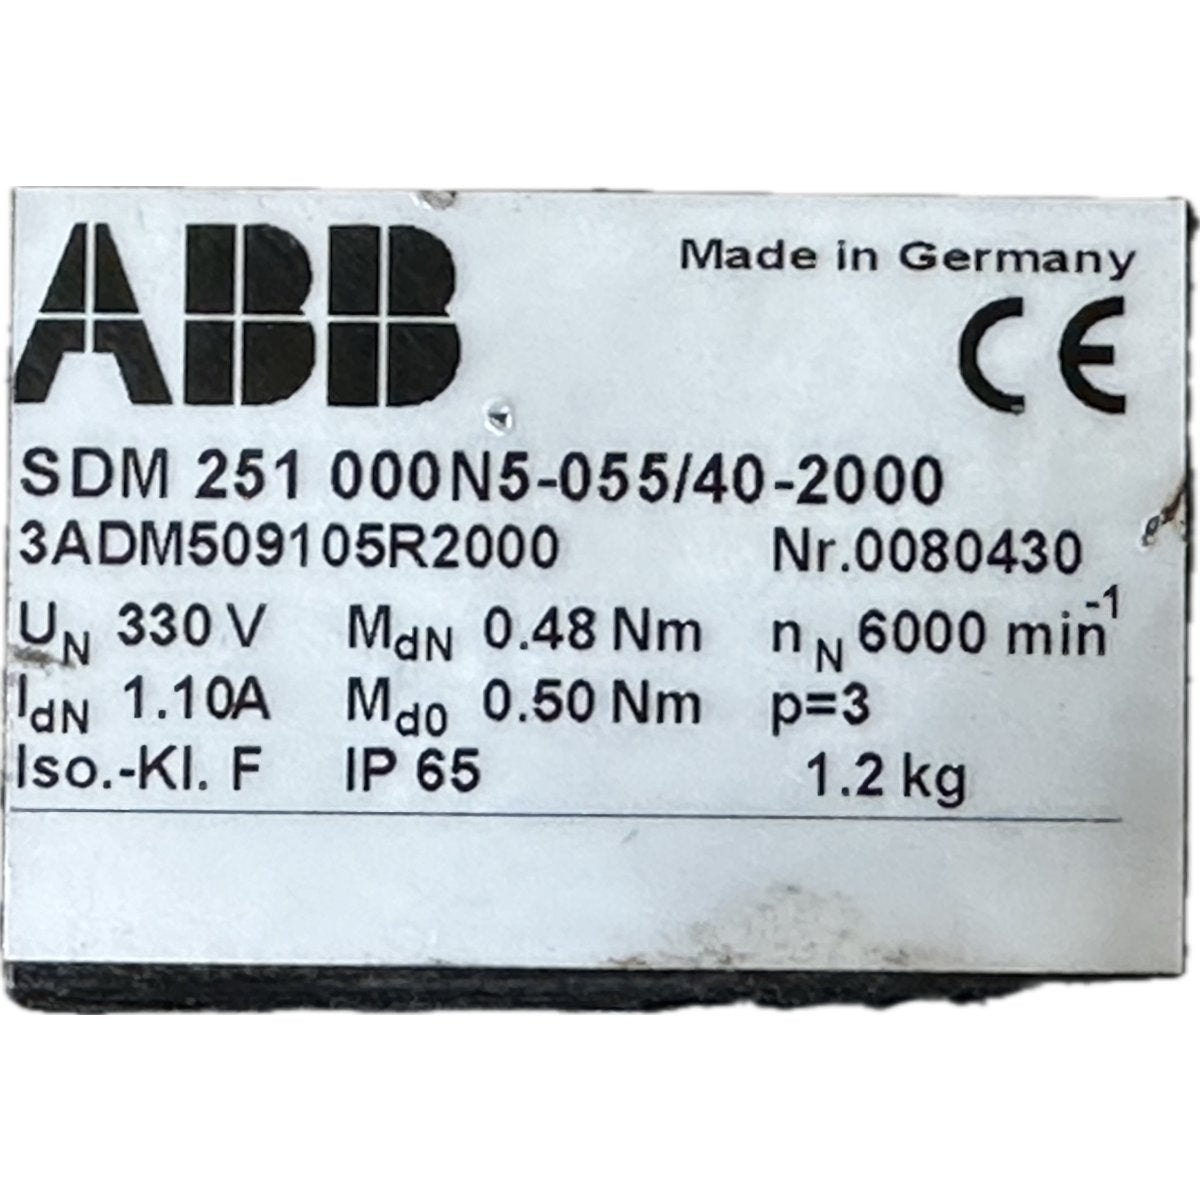 ABB
Made in Germany
CE
SDM 251 000N5-055/40-2000
3ADM509105R2000 Nr.0080430
UN 330 V MdN 0.48 Nm nN 6000 min-1
IdN 1.10A Md0 0.50 Nm p=3
Iso.-Kl. F IP 65 1.2 kg